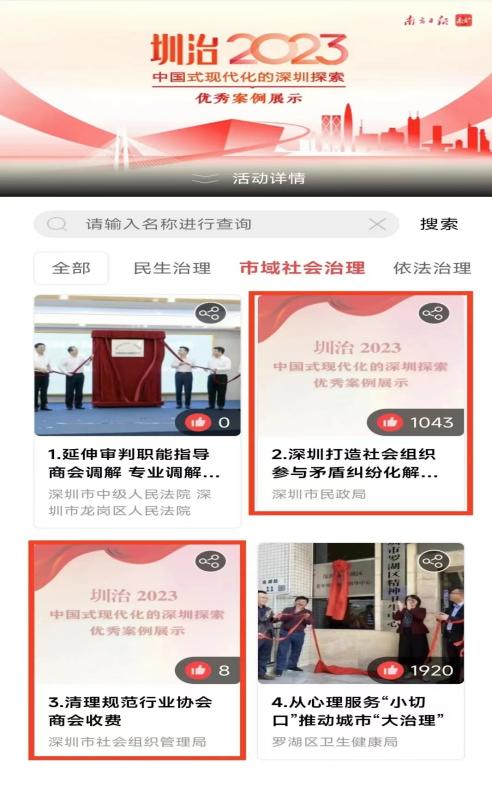 南方日报 南方+
圳治2023
中国式现代化的深圳探索
优秀案例展示
活动详情
请输入名称进行查询 搜索
全部 民生治理 市域社会治理 依法治理
0
1.延伸审判职能指导
商会调解 专业调解...
深圳市中级人民法院 深
圳市龙岗区人民法院
圳治 2023
中国式现代化的深圳探索
优秀案例展示
1043
2.深圳打造社会组织
参与矛盾纠纷化解...
深圳市民政局
圳治 2023
中国式现代化的深圳探索
优秀案例展示
8
3.清理规范行业协会
商会收费
深圳市社会组织管理局
1920
4.从心理服务“小切
口”推动城市“大治理”
罗湖区卫生健康局